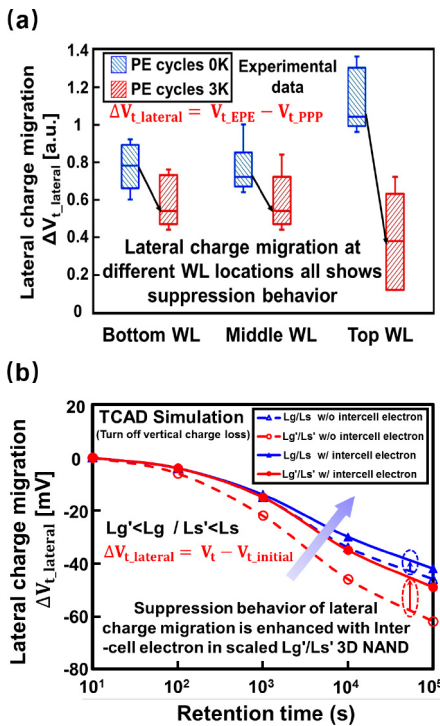 (a)
1.4
1.2
1.0
0.8
0.6
0.4
0.2
0
Lateral charge migration
ΔVt_lateral [a.u.]
PE cycles 0K
PE cycles 3K
Experimental
data
ΔVt_lateral = Vt_EPE − Vt_PPP
Lateral charge migration at
different WL locations all shows
suppression behavior
Bottom WL Middle WL Top WL
(b)
20
0
-20
-40
-60
-80
Lateral charge migration
ΔVt_lateral [mV]
TCAD Simulation
(Turn off vertical charge loss)
Lg/Ls w/o intercell electron
Lg'/Ls' w/o intercell electron
Lg/Ls w/ intercell electron
Lg'/Ls' w/ intercell electron
Lg'<Lg / Ls'<Ls
ΔVt_lateral = Vt − Vt_initial
Suppression behavior of lateral
charge migration is enhanced with Inter
-cell electron in scaled Lg'/Ls' 3D NAND
10¹ 10² 10³ 10⁴ 10⁵
Retention time (s)